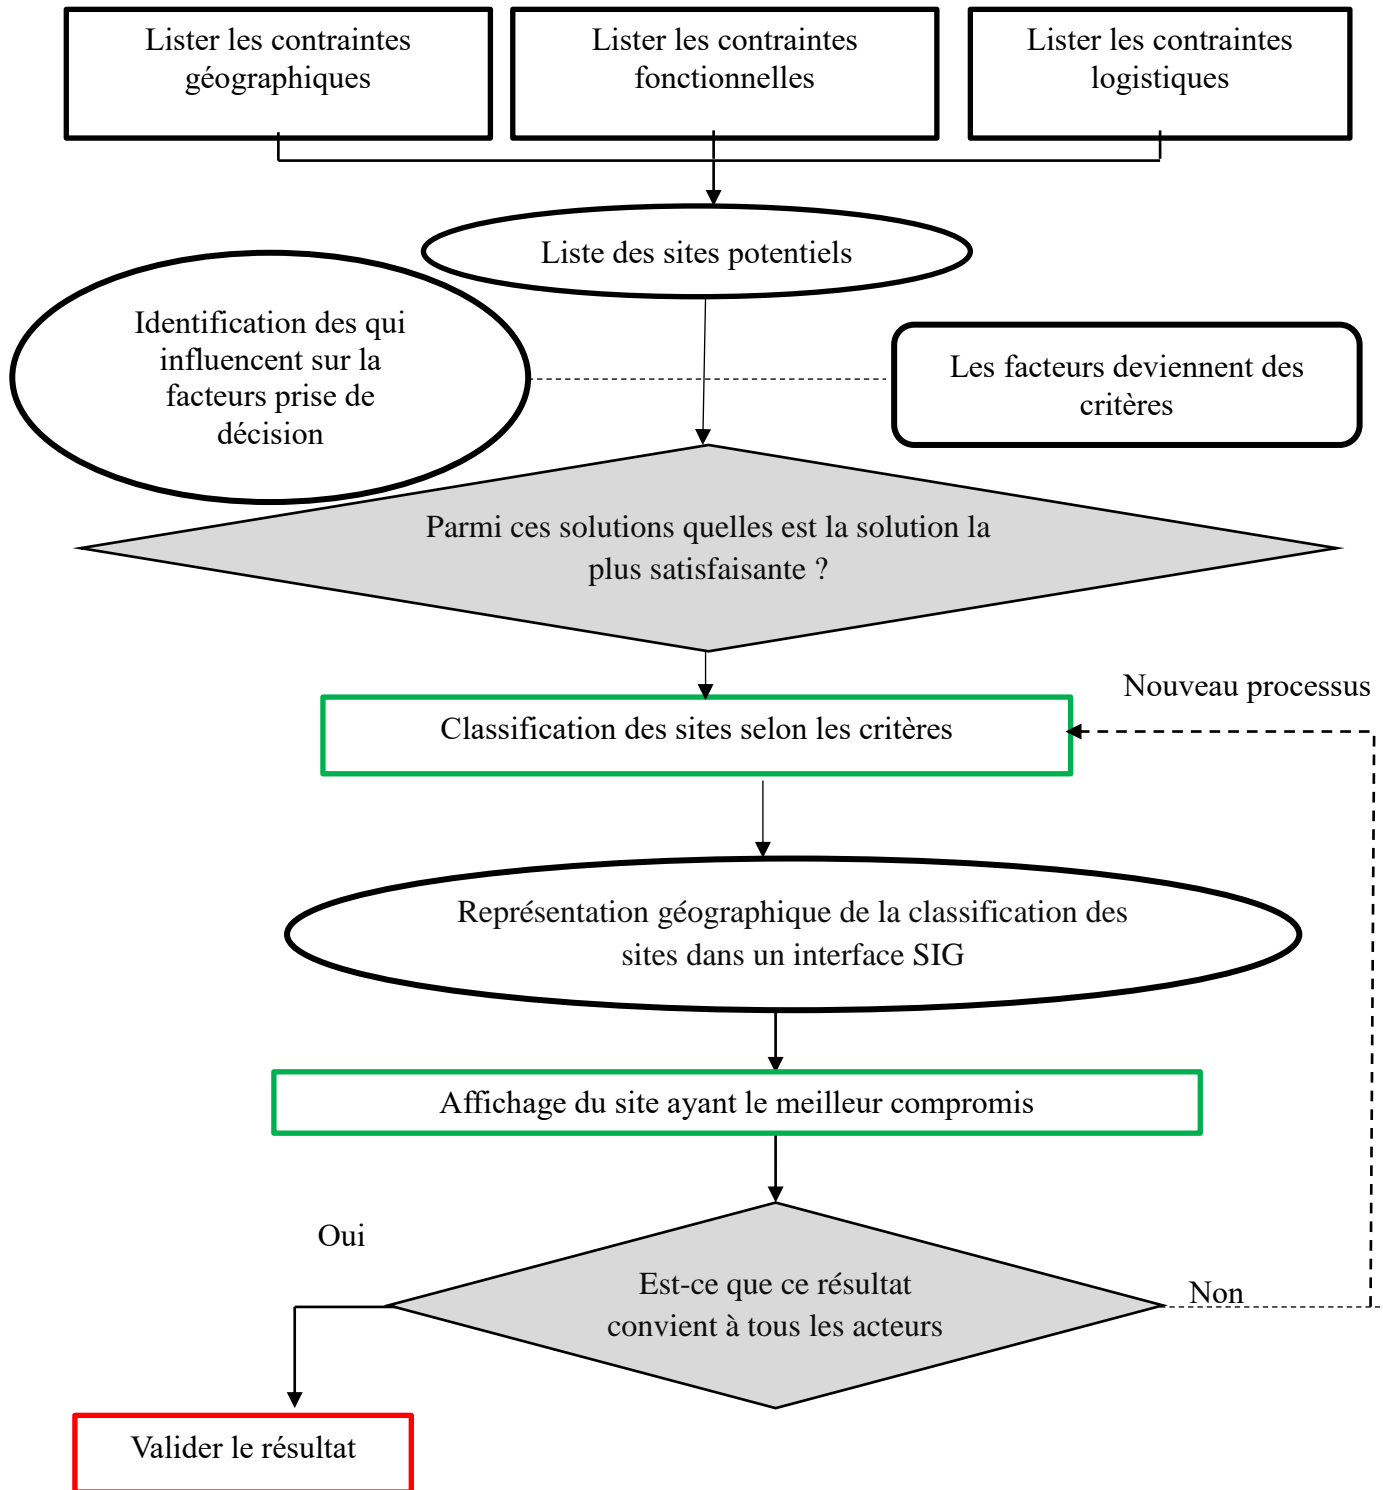 Lister les contraintes
géographiques
Lister les contraintes
fonctionnelles
Lister les contraintes
logistiques
Liste des sites potentiels
Identification des qui
influencent sur la
facteurs prise de
décision
Les facteurs deviennent des
critères
Parmi ces solutions quelles est la solution la
plus satisfaisante ?
Nouveau processus
Classification des sites selon les critères
Représentation géographique de la classification des
sites dans un interface SIG
Affichage du site ayant le meilleur compromis
Oui
Est-ce que ce résultat
convient à tous les acteurs
Non
Valider le résultat